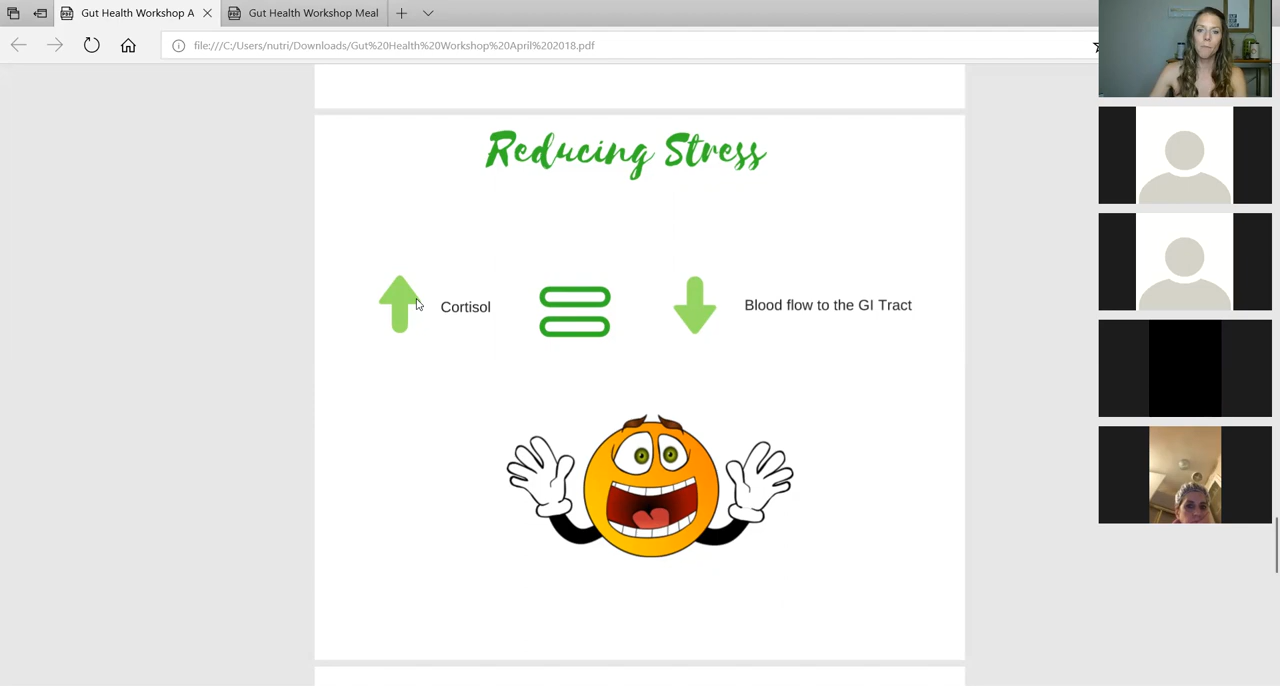 Gut Health Workshop A
Gut Health Workshop Meal
file:///C:/Users/nutri/Downloads/Gut%20Health%20Workshop%20April%202018.pdf
Reducing Stress
Cortisol
Blood flow to the GI Tract